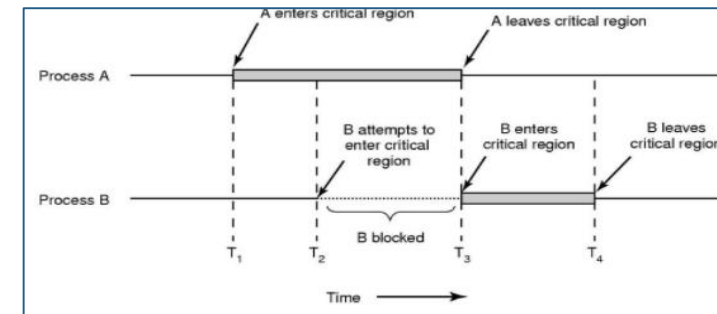 A enters critical region
A leaves critical region
Process A
B attempts to
enter critical
region
B enters
critical region
B leaves
critical region
Process B
B blocked
T1
T2
T3
T4
Time